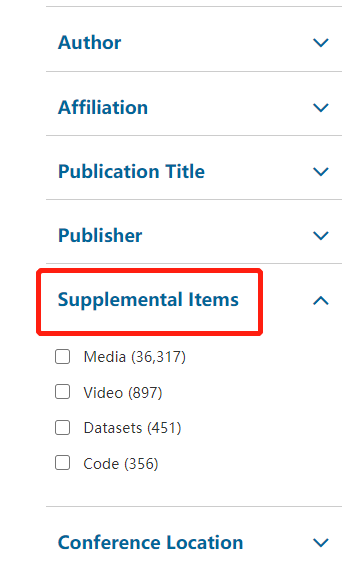 Author
Affiliation
Publication Title
Publisher
Supplemental Items
Media (36,317)
Video (897)
Datasets (451)
Code (356)
Conference Location